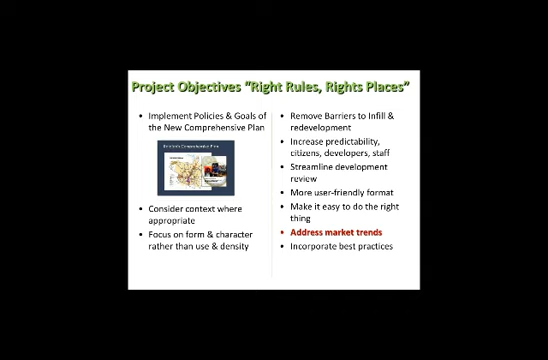 Project Objectives “Right Rules, Rights Places”
• Implement Policies & Goals of
the New Comprehensive Plan
Comprehensive Plan
• Consider context where
appropriate
• Focus on form & character
rather than use & density
• Remove Barriers to Infill &
redevelopment
• Increase predictability,
citizens, developers, staff
• Streamline development
review
• More user-friendly format
• Make it easy to do the right
thing
• Address market trends
• Incorporate best practices